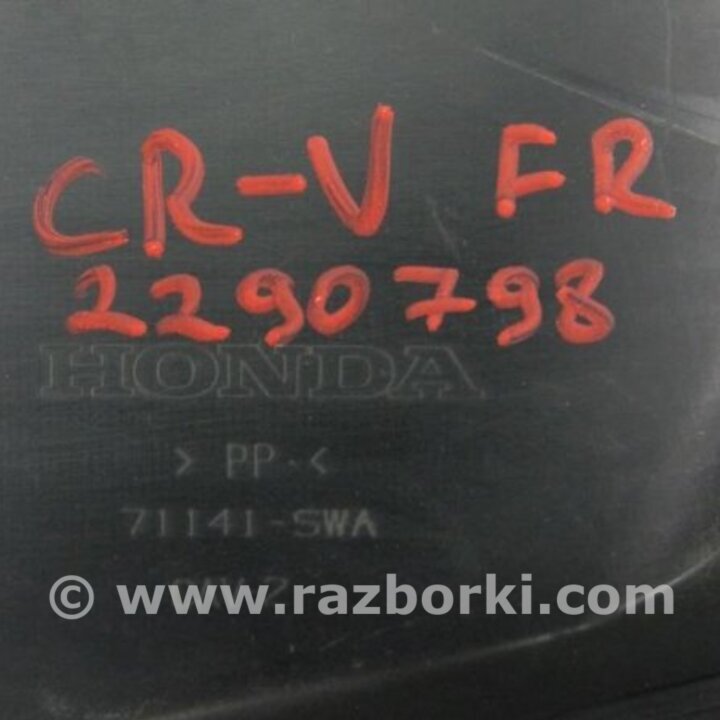 CR-V FR
2290798
HONDA
> PP <
71141-SWA
© www.razborki.com